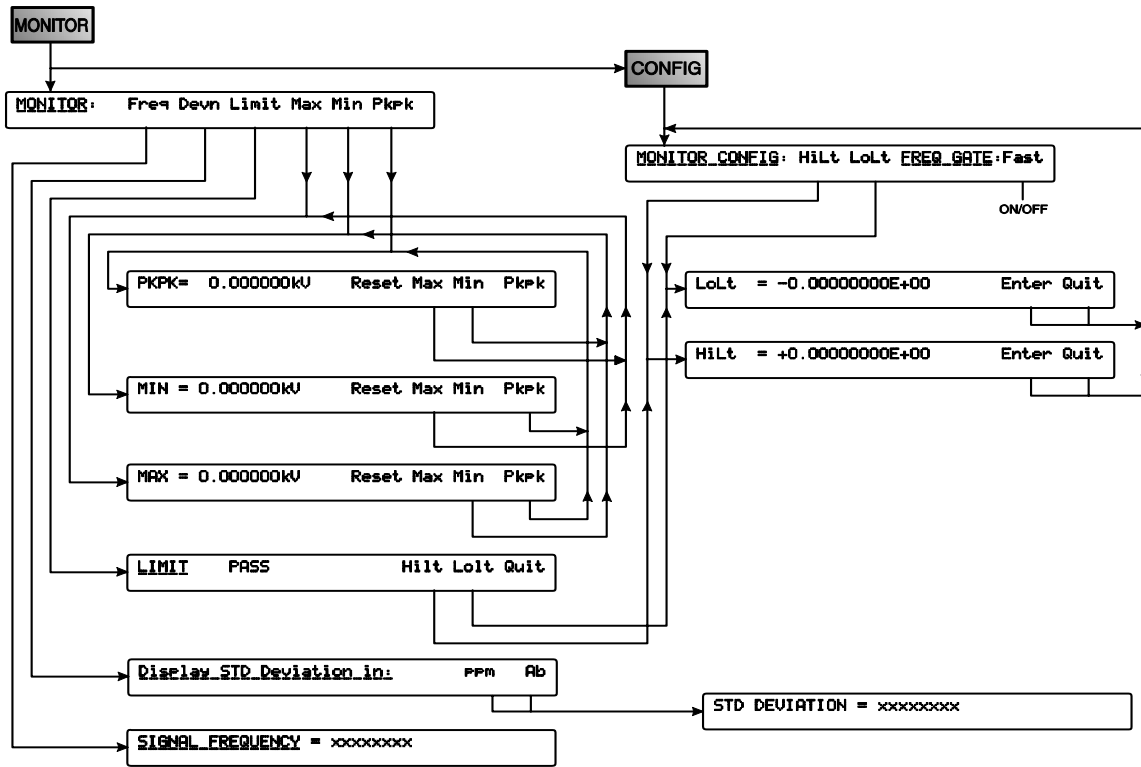 MONITOR
CONFIG
MONITOR: Freq Devn Limit Max Min Pkpk
MONITOR CONFIG: HiLt LoLt FREQ GATE:Fast
ON/OFF
PKPK= 0.000000kV Reset Max Min Pkpk
LoLt = -0.00000000E+00 Enter Quit
HiLt = +0.00000000E+00 Enter Quit
MIN = 0.000000kV Reset Max Min Pkpk
MAX = 0.000000kV Reset Max Min Pkpk
LIMIT PASS Hilt Lolt Quit
Display STD Deviation in: ppm Ab
STD DEVIATION = xxxxxxxx
SIGNAL FREQUENCY = xxxxxxxx